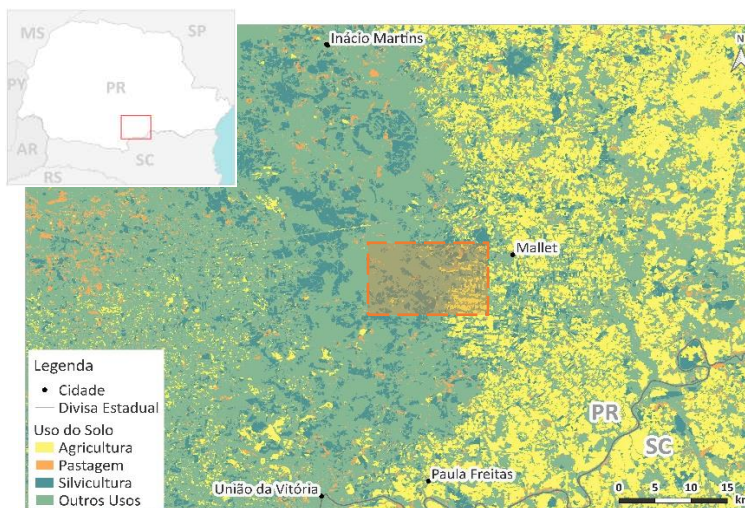 MS
SP
PY
PR
AR
SC
RS
Inácio Martins
N
Mallet
PR
SC
Paula Freitas
União da Vitória
Legenda
Cidade
Divisa Estadual
Uso do Solo
Agricultura
Pastagem
Silvicultura
Outros Usos
0 5 10 15
km